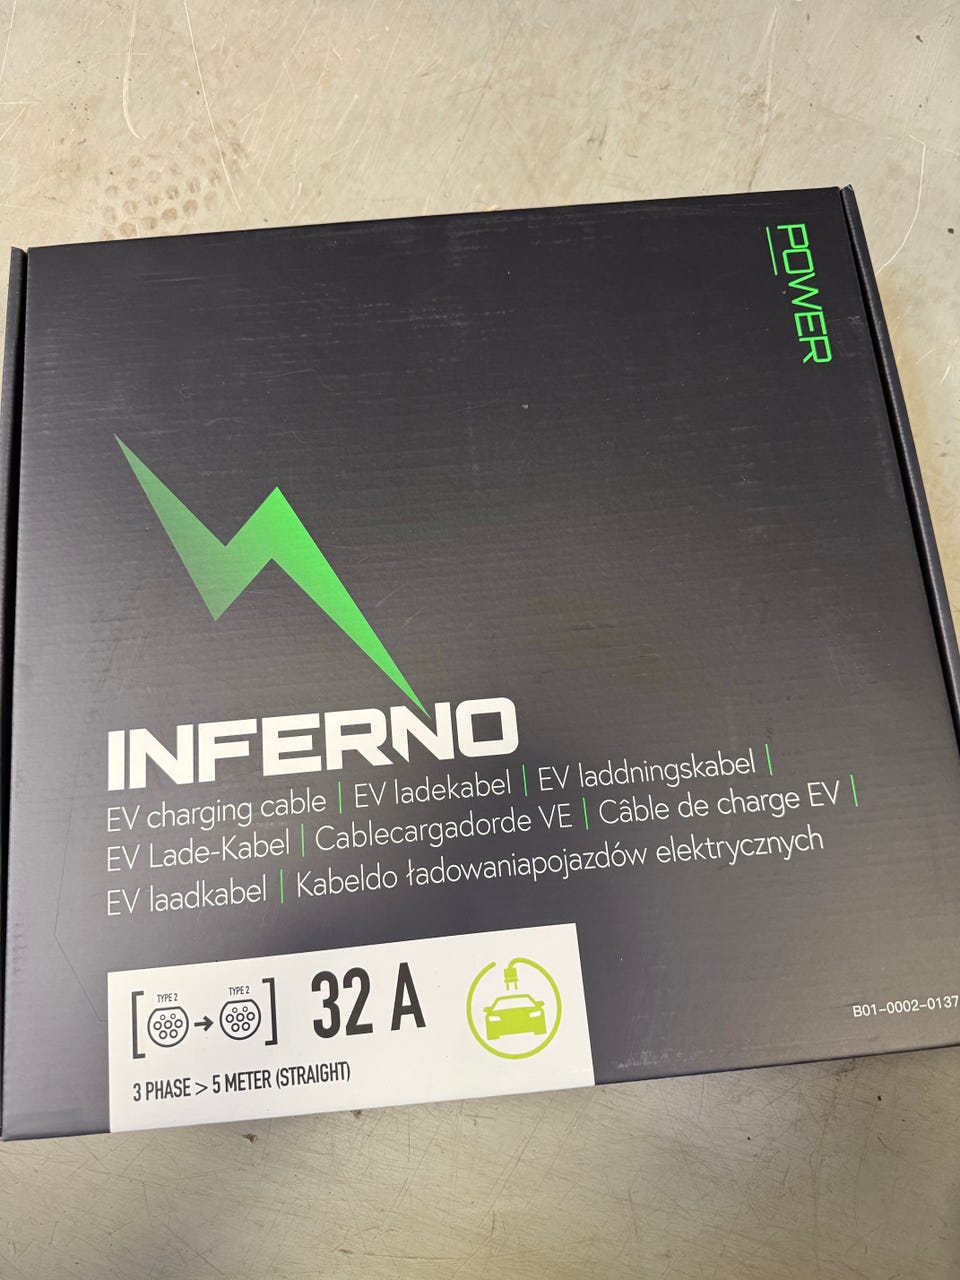 POWER
INFERNO
EV charging cable | EV ladekabel | EV laddningskabel |
EV Lade-Kabel | Cablecargadorde VE | Câble de charge EV |
EV laadkabel | Kabeldo ładowaniapojazdów elektrycznych
TYPE 2 TYPE 2
32 A
3 PHASE > 5 METER (STRAIGHT)
B01-0002-0137